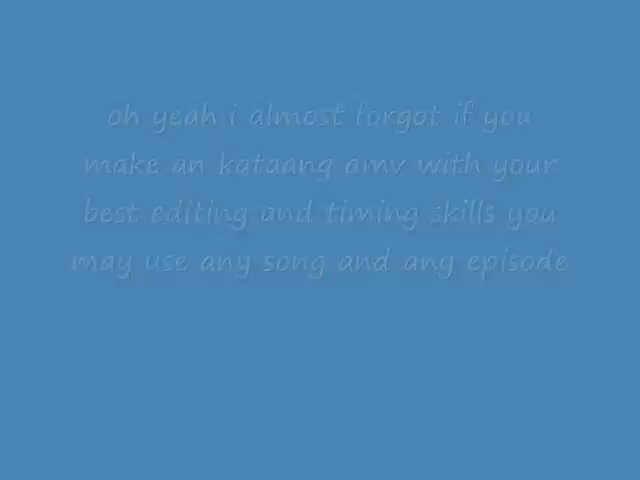 oh yeah i almost forgot if you
make an kataang amv with your
best editing and timing skills you
may use any song and any episode